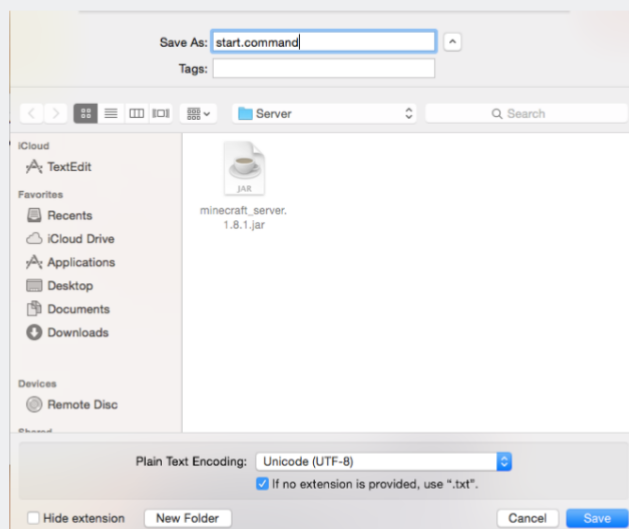 Save As: start.command
Tags:
Server
Search
iCloud
TextEdit
Favorites
Recents
iCloud Drive
Applications
Desktop
Documents
Downloads
Devices
Remote Disc
Shared
JAR
minecraft_server.
1.8.1.jar
Plain Text Encoding: Unicode (UTF-8)
If no extension is provided, use ".txt".
Hide extension New Folder Cancel Save